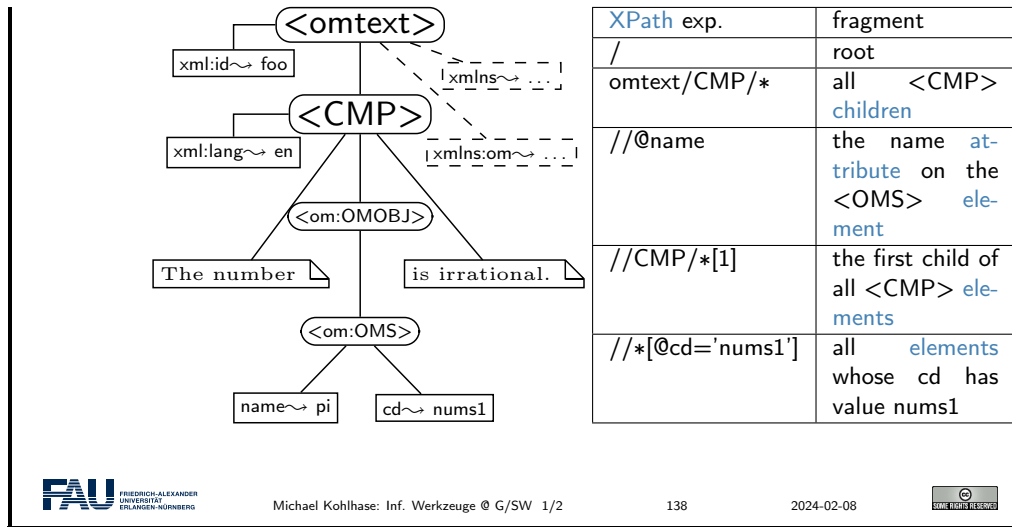 <omtext>
xml:id↝ foo
xmlns↝ . . .
<CMP>
xml:lang↝ en
xmlns:om↝ . . .
<om:OMOBJ>
The number
is irrational.
<om:OMS>
name↝ pi
cd↝ nums1
XPath exp. fragment
/ root
omtext/CMP/* all <CMP>
children
//@name the name at-
tribute on the
<OMS> ele-
ment
//CMP/*[1] the first child of
all <CMP> ele-
ments
//*[@cd='nums1'] all elements
whose cd has
value nums1
FAU FRIEDRICH-ALEXANDER
UNIVERSITÄT
ERLANGEN-NÜRNBERG
Michael Kohlhase: Inf. Werkzeuge @ G/SW 1/2 138 2024-02-08
cc
SOME RIGHTS RESERVED